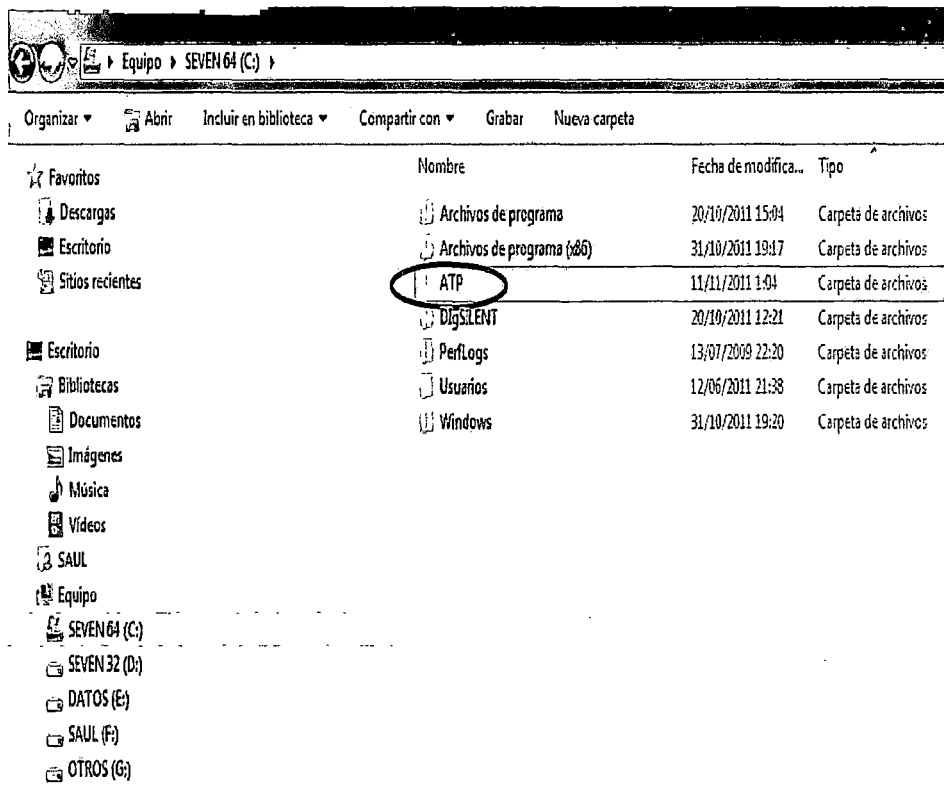 Equipo ▸ SEVEN 64 (C:) ▸
Organizar ▾ Abrir Incluir en biblioteca ▾ Compartir con ▾ Grabar Nueva carpeta
Favoritos
Descargas
Escritorio
Sitios recientes
Escritorio
Bibliotecas
Documentos
Imágenes
Música
Vídeos
SAUL
Equipo
SEVEN 64 (C:)
SEVEN 32 (D:)
DATOS (E:)
SAUL (F:)
OTROS (G:)
Nombre Fecha de modifica... Tipo
Archivos de programa 20/10/2011 15:04 Carpeta de archivos
Archivos de programa (x86) 31/10/2011 19:17 Carpeta de archivos
ATP 11/11/2011 1:04 Carpeta de archivos
DIgSILENT 20/10/2011 12:21 Carpeta de archivos
PerfLogs 13/07/2009 22:20 Carpeta de archivos
Usuarios 12/06/2011 21:38 Carpeta de archivos
Windows 31/10/2011 19:20 Carpeta de archivos